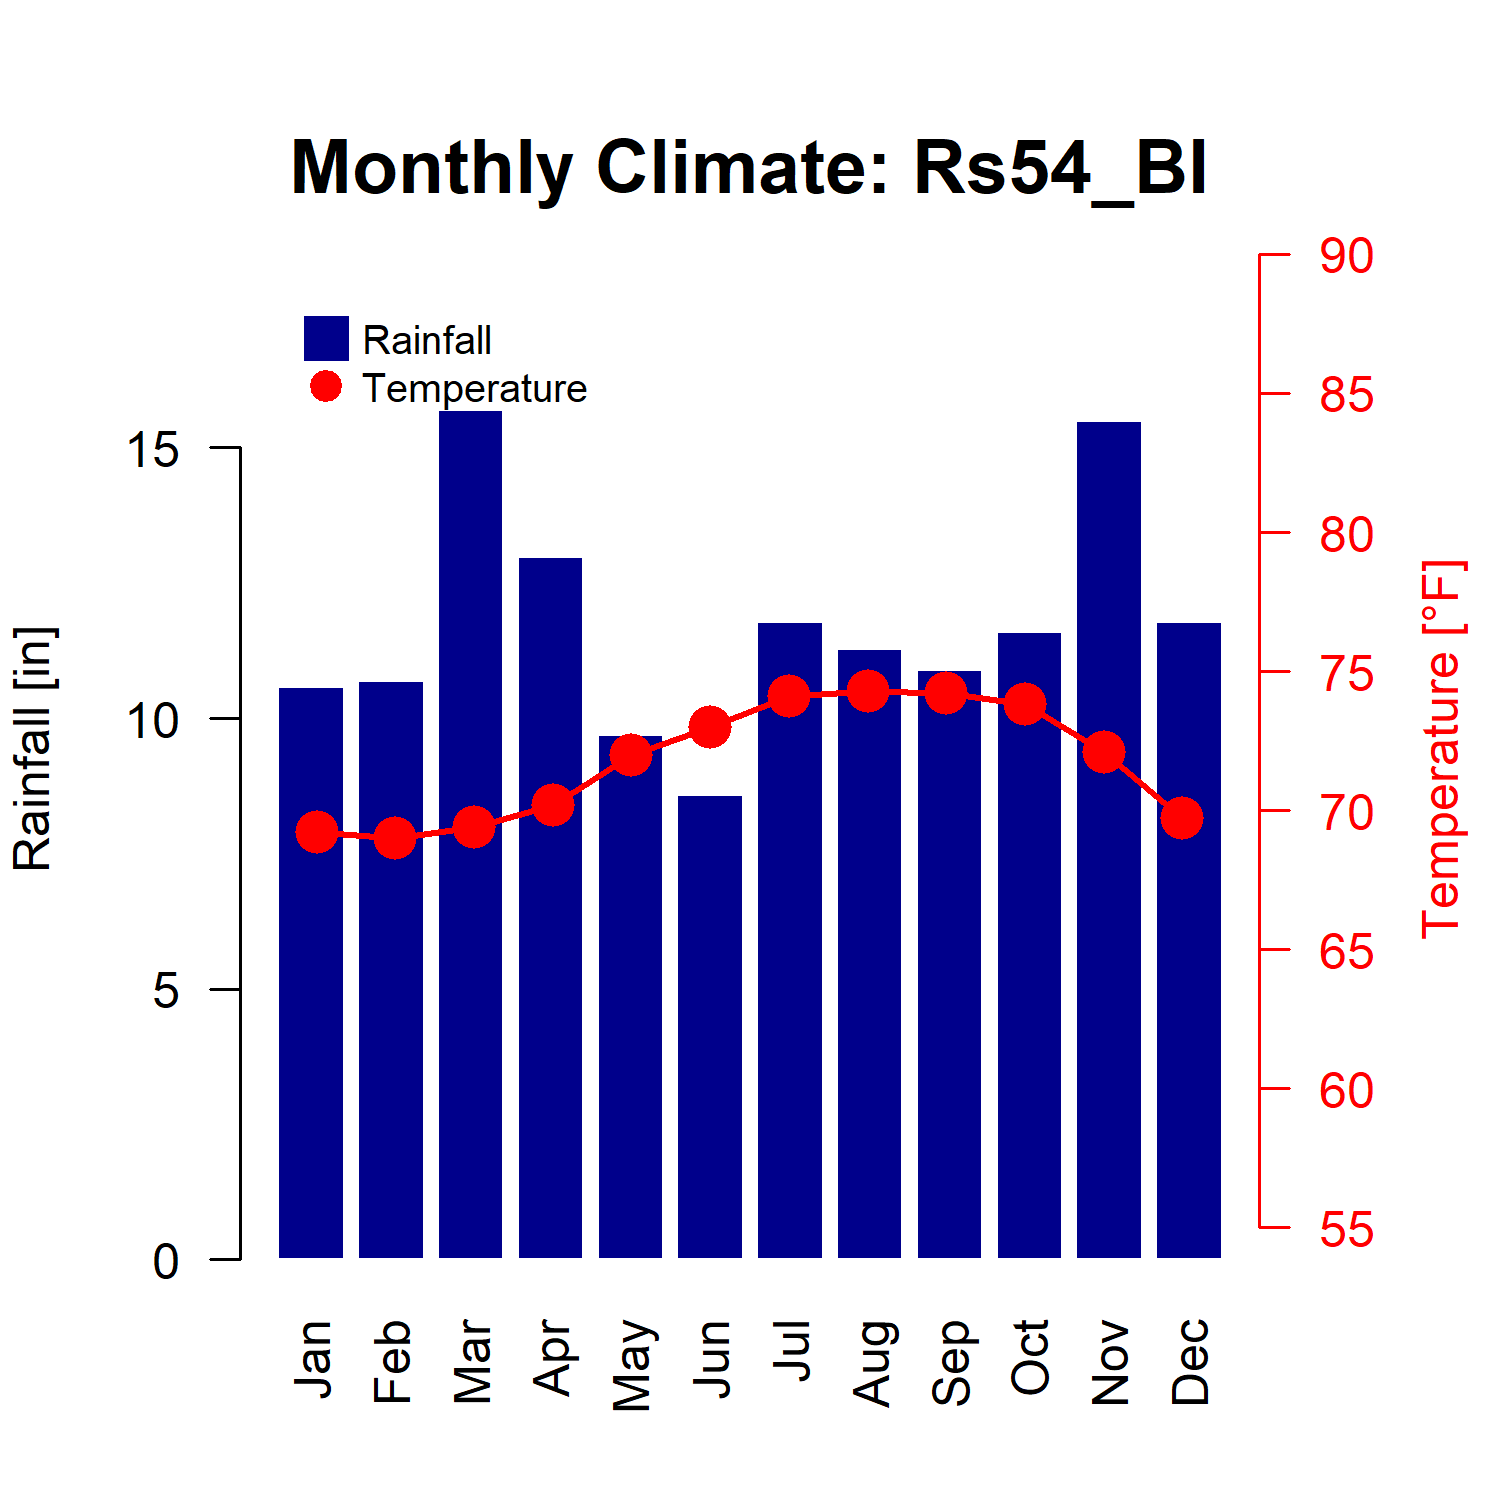 Monthly Climate: Rs54_BI
Rainfall
Temperature
Rainfall [in]
15
10
5
0
90
85
80
75
70
65
60
55
Temperature [°F]
Jan Feb Mar Apr May Jun Jul Aug Sep Oct Nov Dec